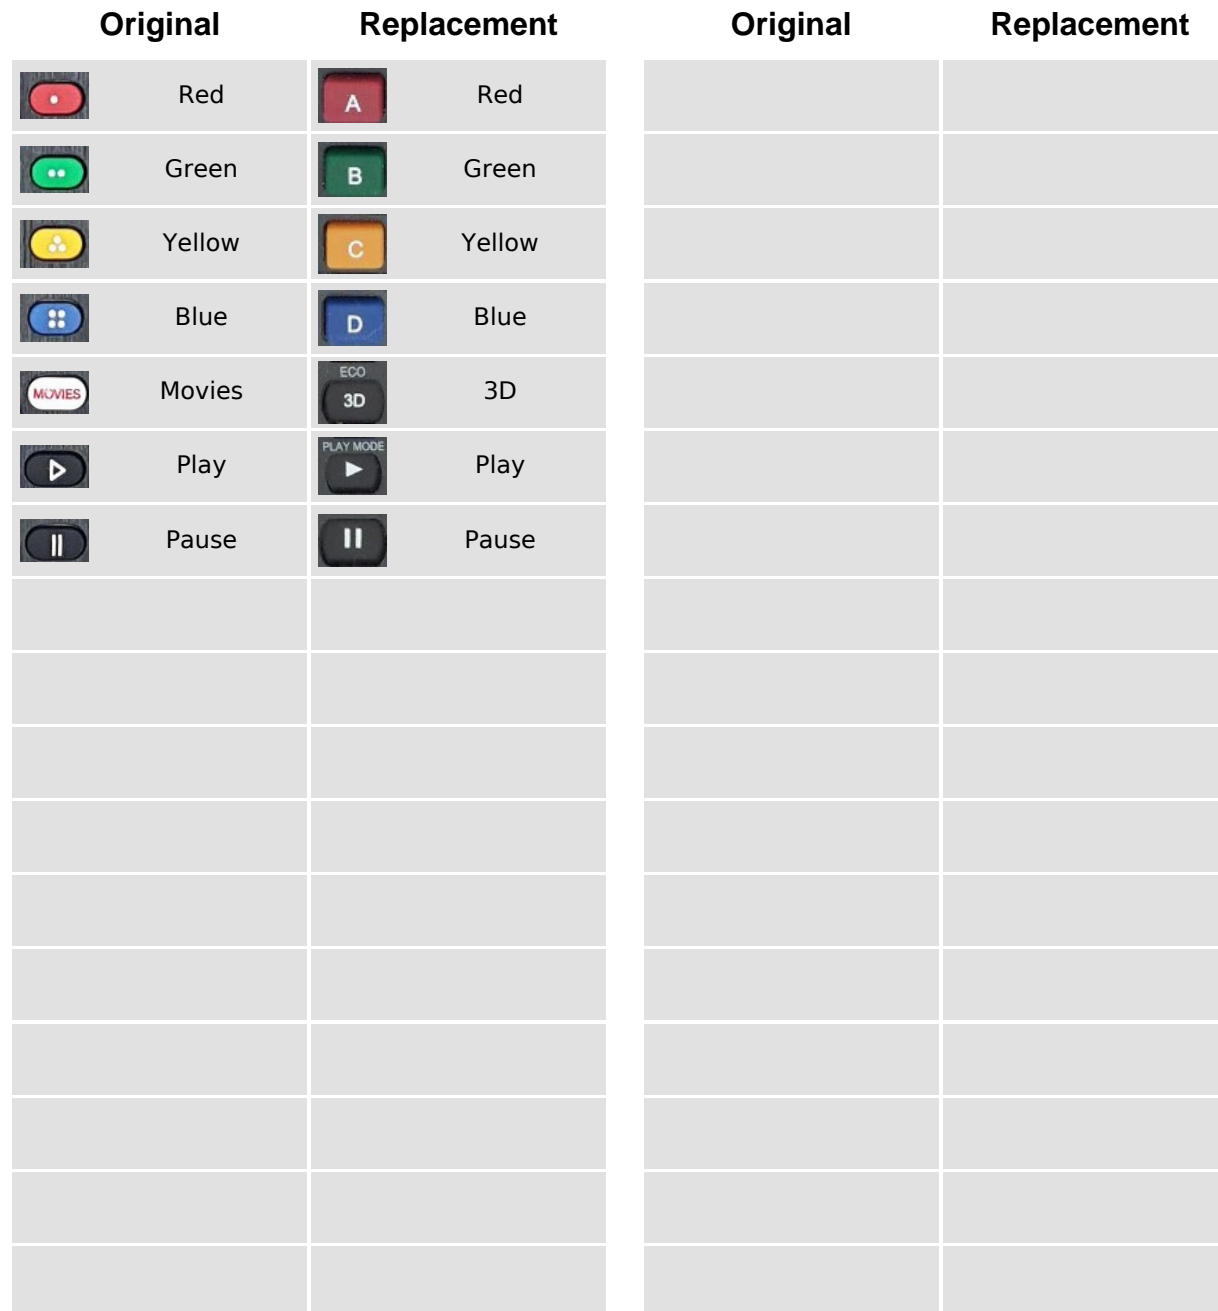 Original Replacement Original Replacement
Red A Red
Green B Green
Yellow C Yellow
Blue D Blue
MOVIES Movies ECO 3D 3D
Play PLAY MODE Play
Pause Pause